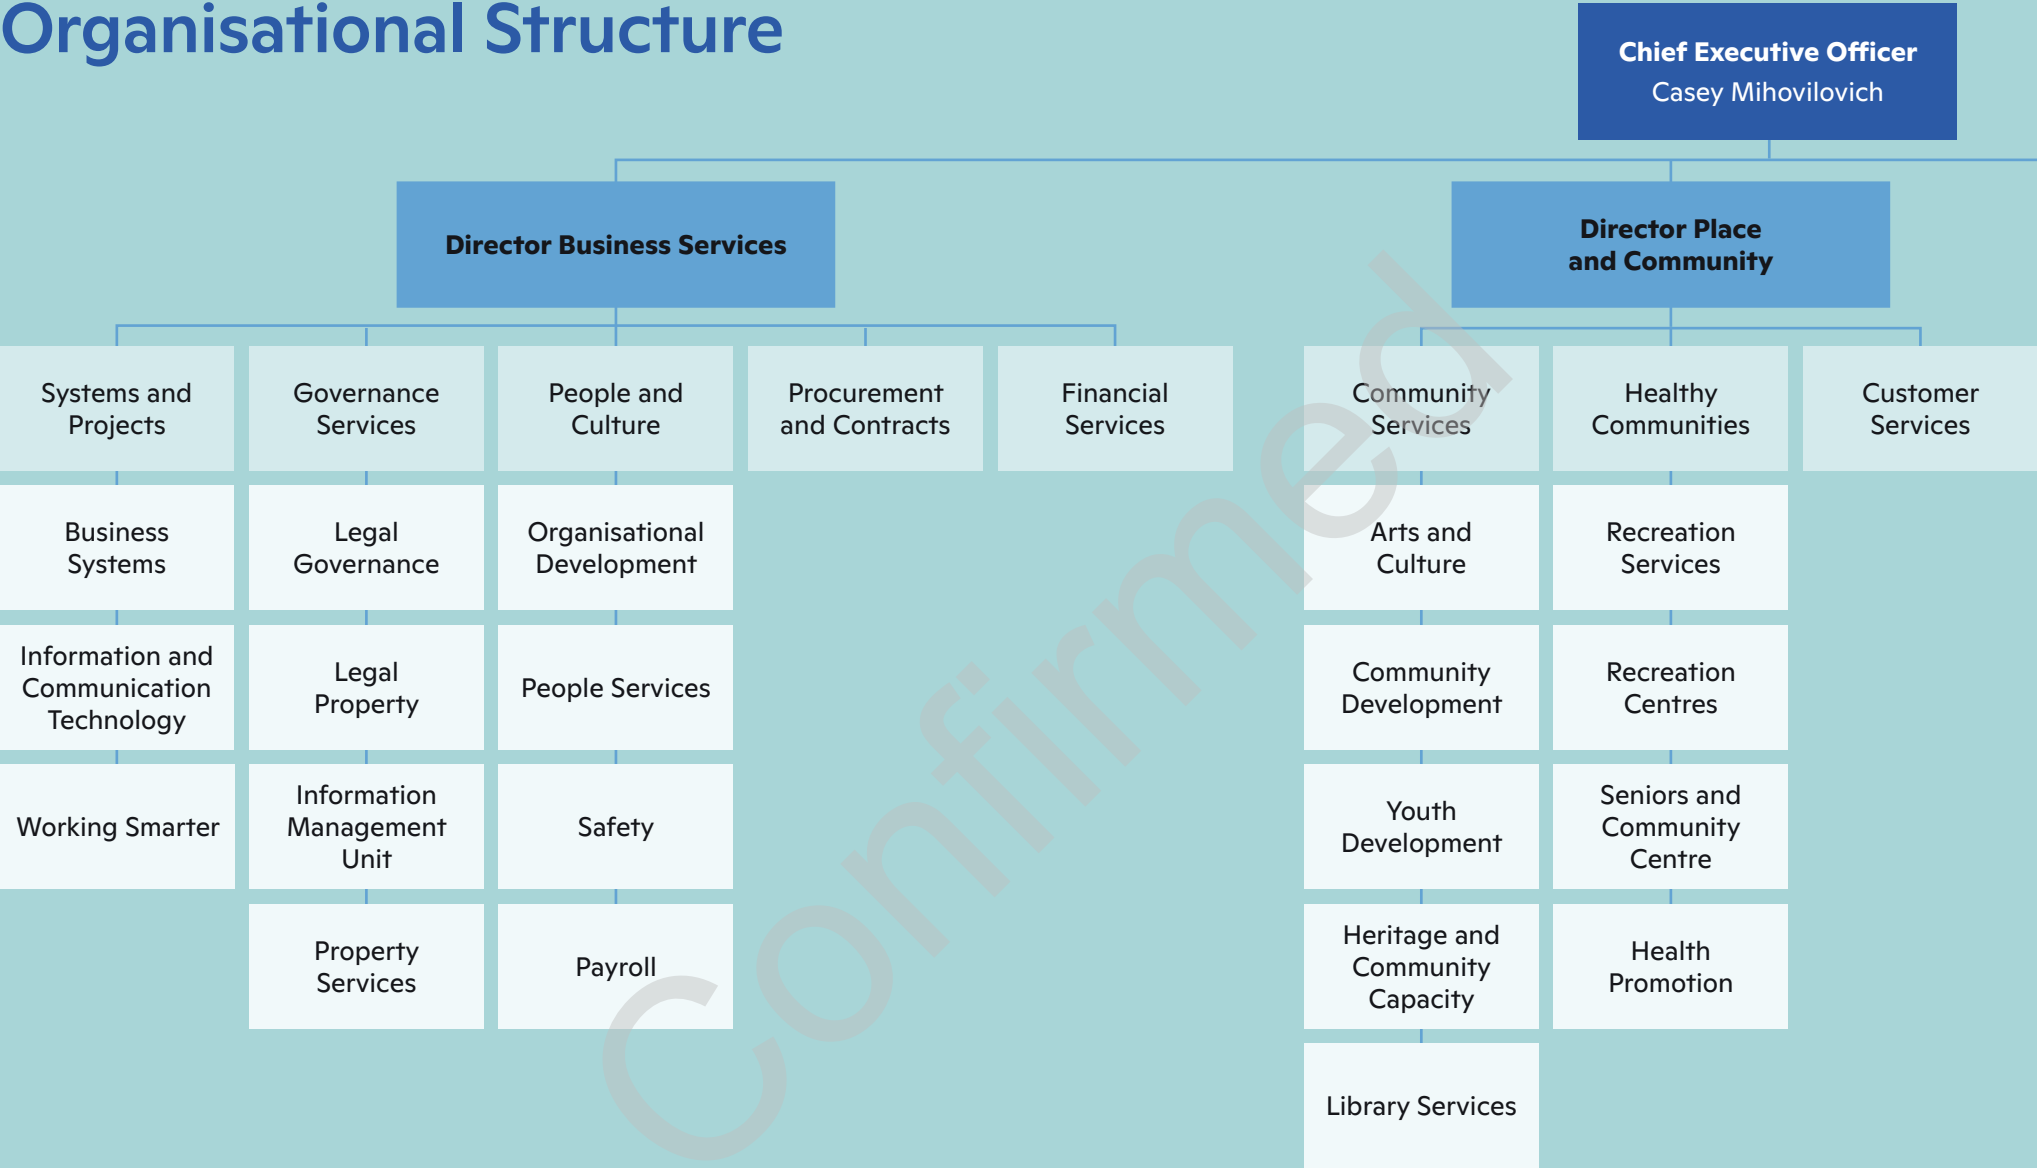 Organisational Structure
Chief Executive Officer
Casey Mihovilovich
Director Business Services
Director Place
and Community
Systems and
Projects
Governance
Services
People and
Culture
Procurement
and Contracts
Financial
Services
Community
Services
Healthy
Communities
Customer
Services
Business
Systems
Legal
Governance
Organisational
Development
Arts and
Culture
Recreation
Services
Information and
Communication
Technology
Legal
Property
People Services
Community
Development
Recreation
Centres
Working Smarter
Information
Management
Unit
Safety
Youth
Development
Seniors and
Community
Centre
Property
Services
Payroll
Heritage and
Community
Capacity
Health
Promotion
Library Services
Confirmed